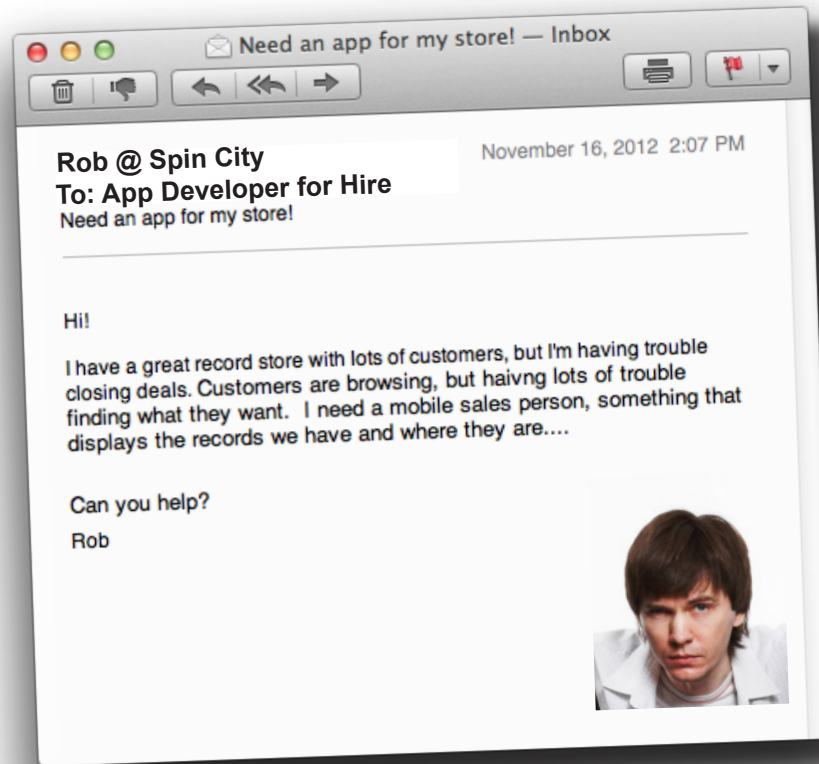 Need an app for my store! — Inbox
Rob @ Spin City
November 16, 2012 2:07 PM
To: App Developer for Hire
Need an app for my store!
Hi!
I have a great record store with lots of customers, but I'm having trouble
closing deals. Customers are browsing, but haivng lots of trouble
finding what they want.  I need a mobile sales person, something that
displays the records we have and where they are....
Can you help?
Rob